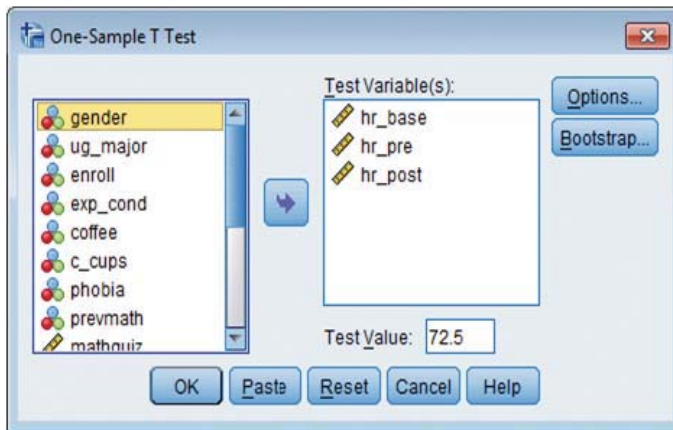 One-Sample T Test
gender
ug_major
enroll
exp_cond
coffee
c_cups
phobia
prevmath
mathquiz
Test Variable(s):
hr_base
hr_pre
hr_post
Test Value: 72.5
Options...
Bootstrap...
OK Paste Reset Cancel Help